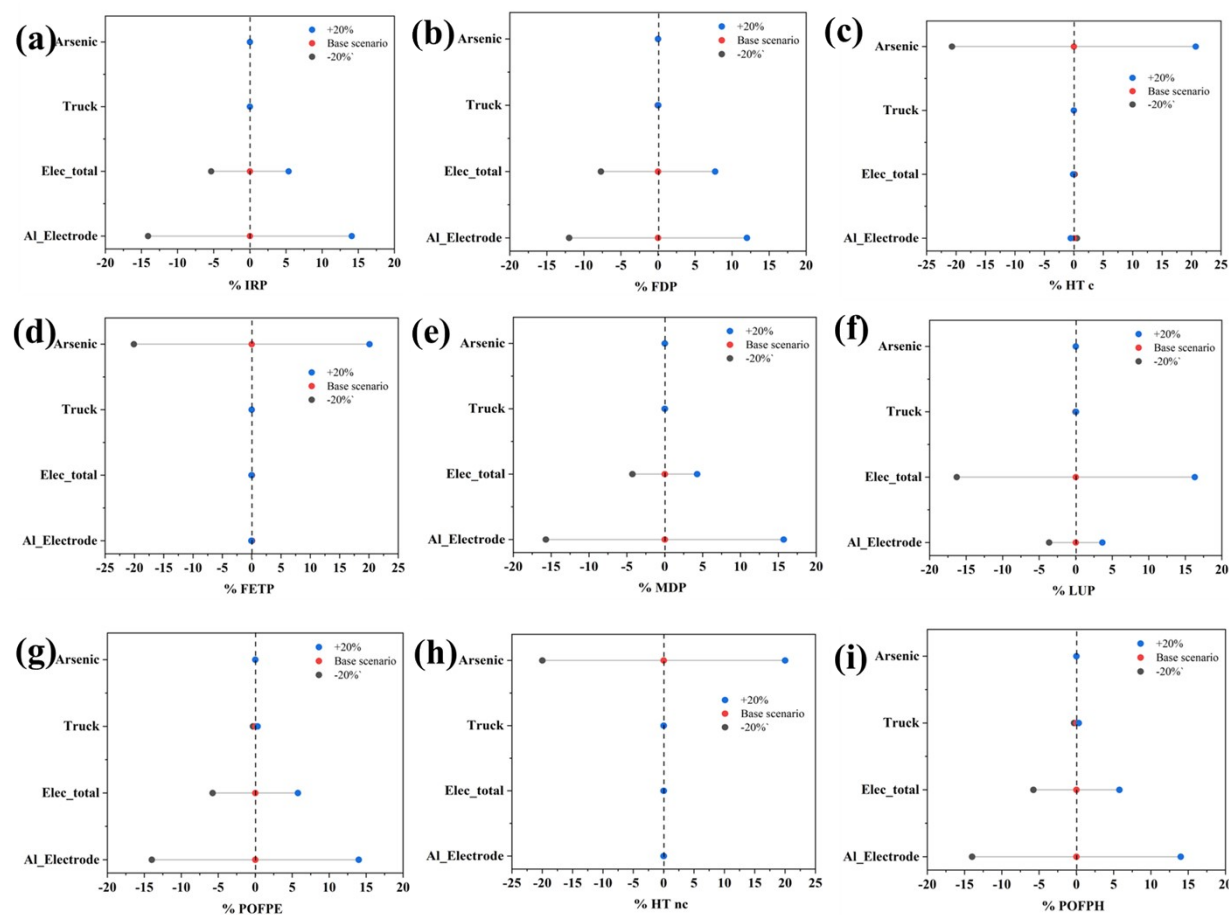 (a)
+20%
Base scenario
-20%`
Arsenic
Truck
Elec_total
Al_Electrode
-20 -15 -10 -5 0 5 10 15 20
% IRP
(b)
+20%
Base scenario
-20%`
Arsenic
Truck
Elec_total
Al_Electrode
-20 -15 -10 -5 0 5 10 15 20
% FDP
(c)
Arsenic
+20%
Base scenario
-20%`
Truck
Elec_total
Al_Electrode
-25 -20 -15 -10 -5 0 5 10 15 20 25
% HT c
(d)
Arsenic
+20%
Base scenario
-20%`
Truck
Elec_total
Al_Electrode
-25 -20 -15 -10 -5 0 5 10 15 20 25
% FETP
(e)
+20%
Base scenario
-20%`
Arsenic
Truck
Elec_total
Al_Electrode
-20 -15 -10 -5 0 5 10 15 20
% MDP
(f)
+20%
Base scenario
-20%`
Arsenic
Truck
Elec_total
Al_Electrode
-20 -15 -10 -5 0 5 10 15 20
% LUP
(g)
+20%
Base scenario
-20%`
Arsenic
Truck
Elec_total
Al_Electrode
-20 -15 -10 -5 0 5 10 15 20
% POFPE
(h)
Arsenic
+20%
Base scenario
-20%`
Truck
Elec_total
Al_Electrode
-25 -20 -15 -10 -5 0 5 10 15 20 25
% HT nc
(i)
+20%
Base scenario
-20%`
Arsenic
Truck
Elec_total
Al_Electrode
-20 -15 -10 -5 0 5 10 15 20
% POFPH